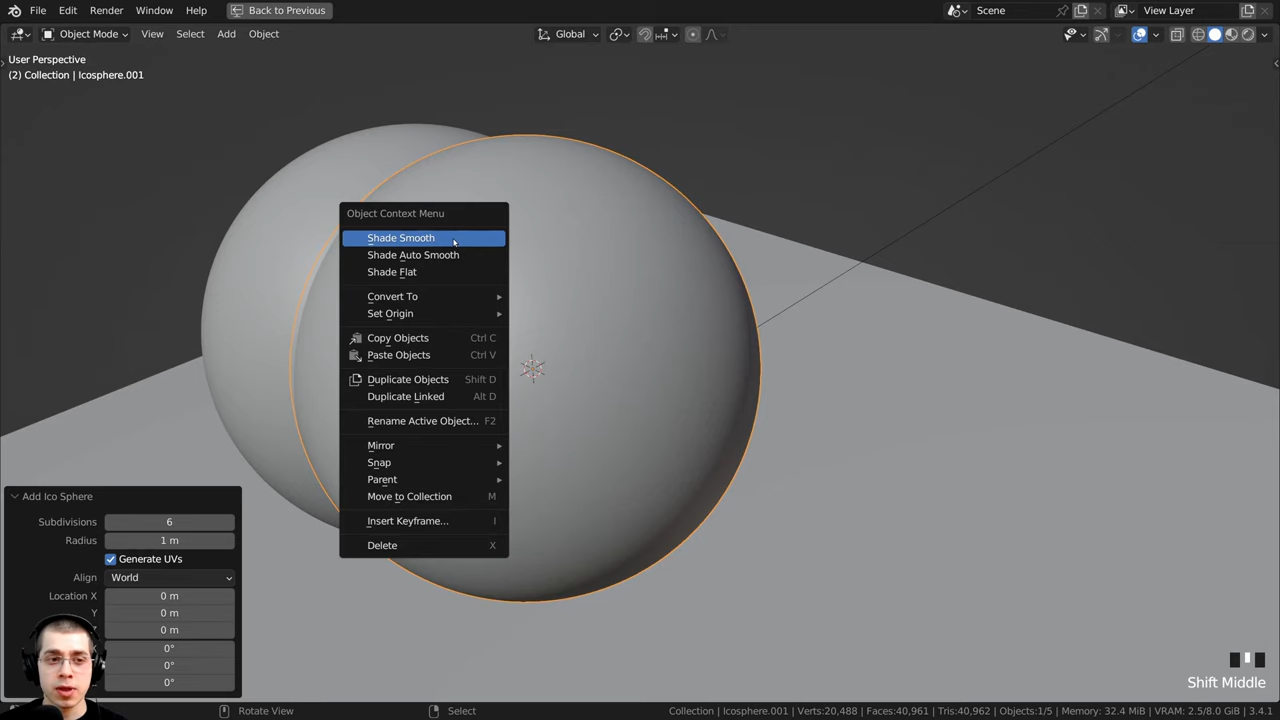 File Edit Render Window Help Back to Previous Scene View Layer
Object Mode View Select Add Object Global
User Perspective
(2) Collection | Icosphere.001
Object Context Menu
Shade Smooth
Shade Auto Smooth
Shade Flat
Convert To
Set Origin
Copy Objects Ctrl C
Paste Objects Ctrl V
Duplicate Objects Shift D
Duplicate Linked Alt D
Rename Active Object... F2
Mirror
Snap
Parent
Move to Collection M
Insert Keyframe... I
Delete X
Add Ico Sphere
Subdivisions 6
Radius 1 m
Generate UVs
Align World
Location X 0 m
Y 0 m
0 m
0°
0°
0°
Shift Middle
Rotate View Select Collection | Icosphere.001 | Verts:20,488 | Faces:40,961 | Tris:40,962 | Objects:1/5 | Memory: 32.4 MiB | VRAM: 2.5/8.0 GiB | 3.4.1